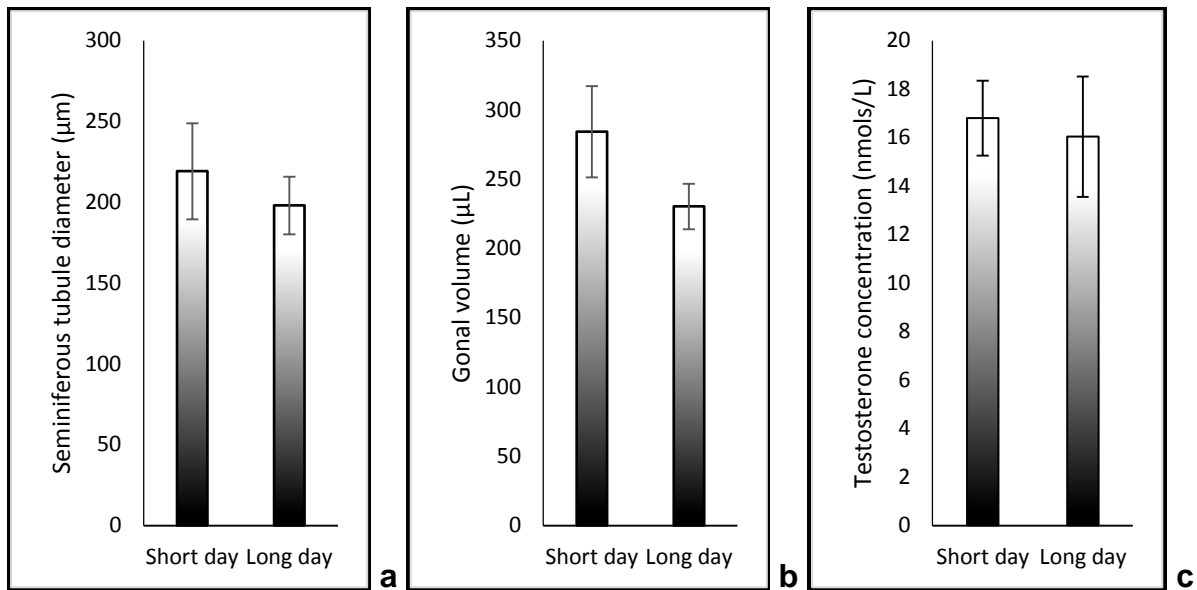 Seminiferous tubule diameter (µm)
300
250
200
150
100
50
0
Short day Long day
a
Gonal volume (µL)
350
300
250
200
150
100
50
0
Short day Long day
b
Testosterone concentration (nmols/L)
20
18
16
14
12
10
8
6
4
2
0
Short day Long day
c